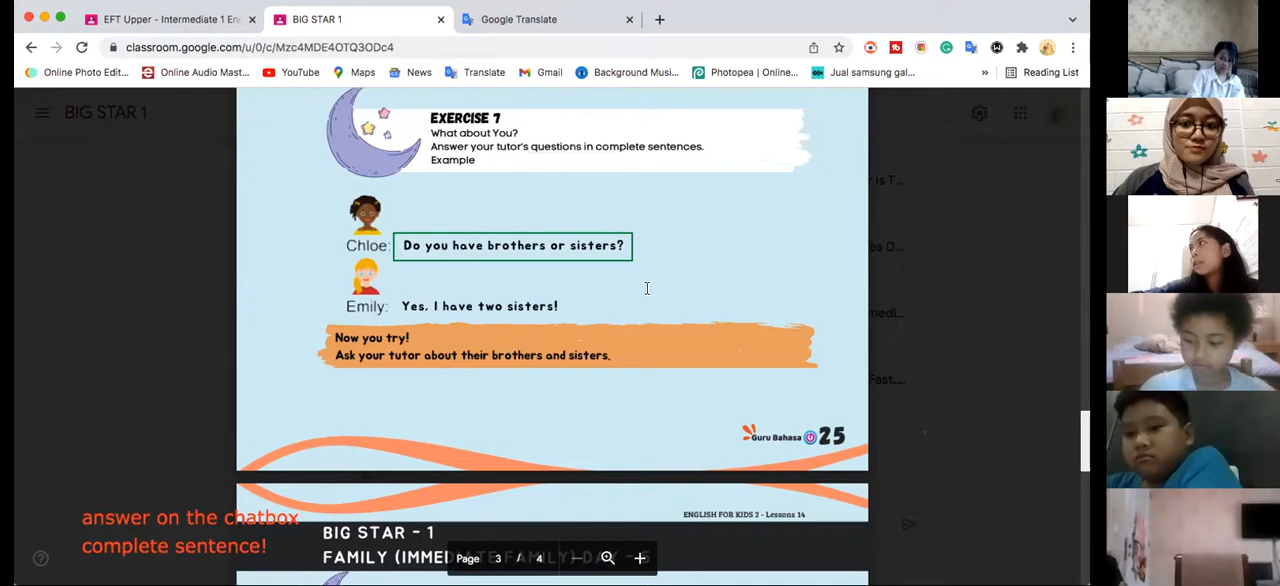 EFT Upper - Intermediate 1 En
BIG STAR 1
Google Translate
classroom.google.com/u/0/c/Mzc4MDE4OTQ3ODc4
Online Photo Edit...
Online Audio Mast...
YouTube
Maps
News
Translate
Gmail
Background Musi...
Photopea | Online...
Jual samsung gal...
»
Reading List
BIG STAR 1
EXERCISE 7
What about You?
Answer your tutor's questions in complete sentences.
Example
Chloe: Do you have brothers or sisters?
Emily: Yes, I have two sisters!
Now you try!
Ask your tutor about their brothers and sisters.
Guru Bahasa 25
answer on the chatbox
complete sentence!
ENGLISH FOR KIDS 2 - Lessons 14
BIG STAR - 1
FAMILY (IMMEDIATE FAMILY) DAY - 5
Page 3 / 4